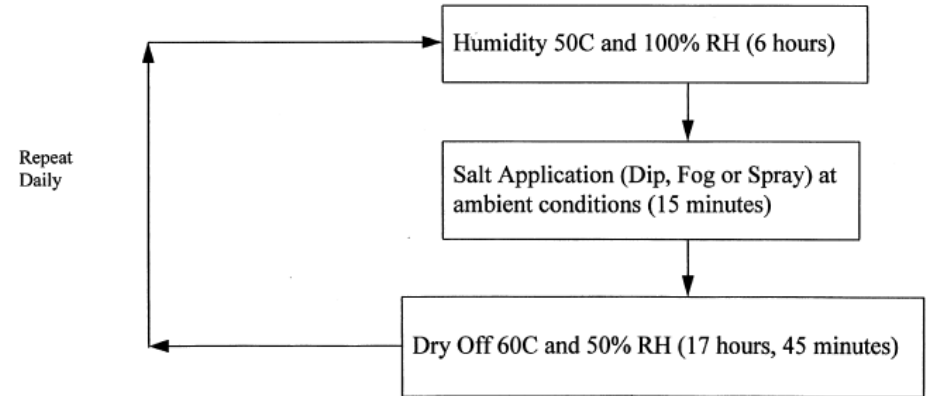 Humidity 50C and 100% RH (6 hours)
Repeat
Daily
Salt Application (Dip, Fog or Spray) at
ambient conditions (15 minutes)
Dry Off 60C and 50% RH (17 hours, 45 minutes)